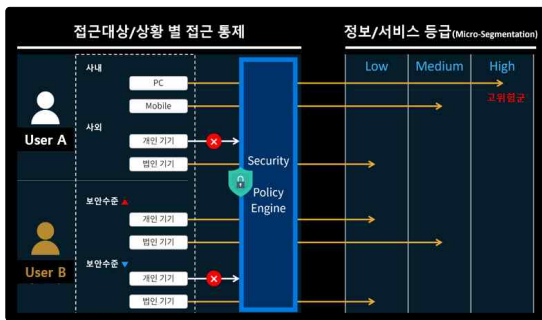 접근대상/상황 별 접근 통제
정보/서비스 등급(Micro-Segmentation)
Low
Medium
High
고위험군
User A
사내
PC
Mobile
사외
개인 기기
법인 기기
Security
Policy
Engine
User B
보안수준
개인 기기
법인 기기
보안수준
개인 기기
법인 기기